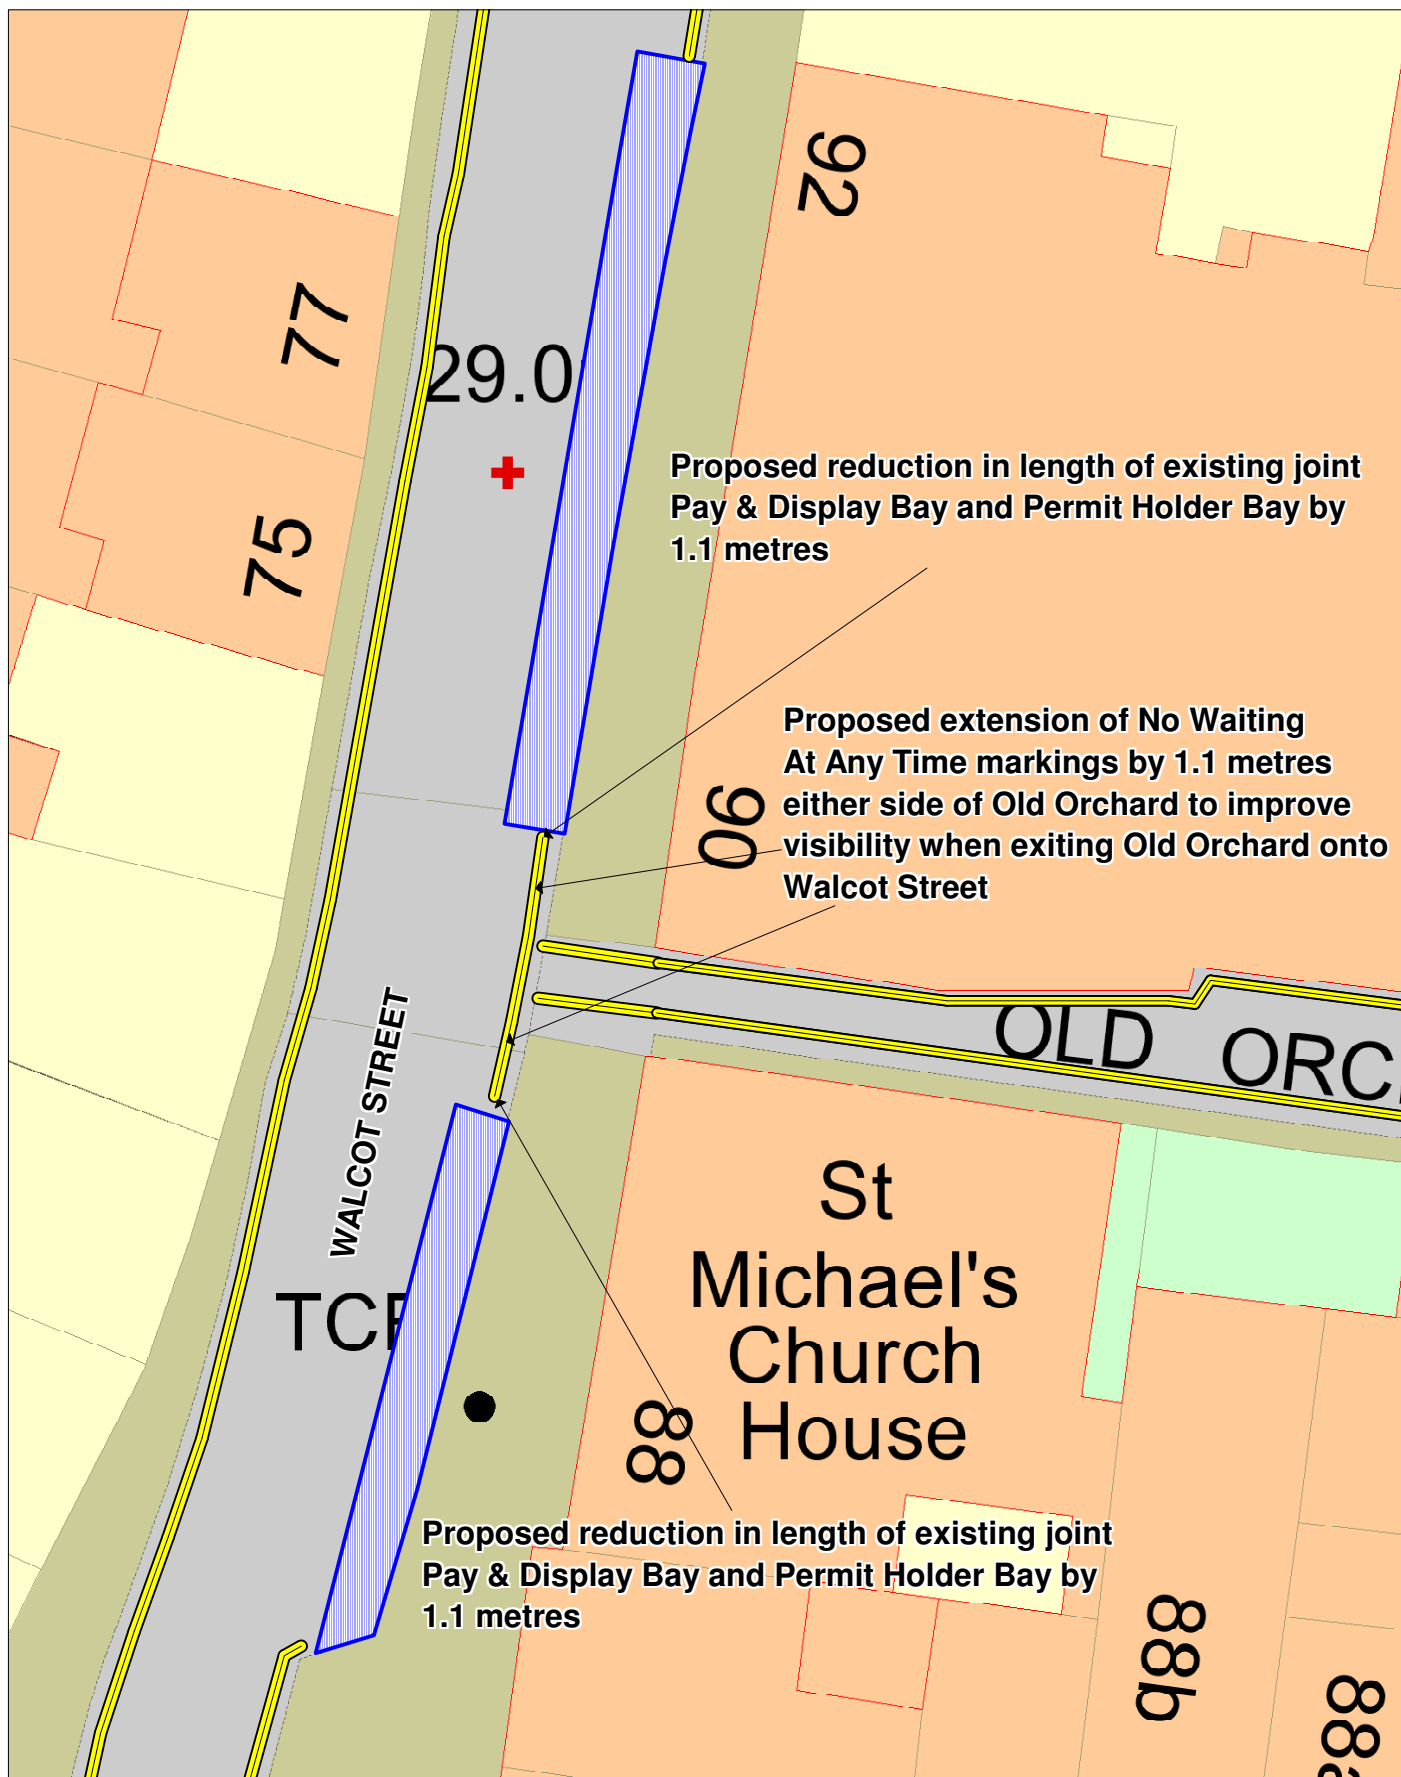 92
77
29.0
Proposed reduction in length of existing joint
Pay & Display Bay and Permit Holder Bay by
1.1 metres
75
Proposed extension of No Waiting
At Any Time markings by 1.1 metres
either side of Old Orchard to improve
visibility when exiting Old Orchard onto
Walcot Street
90
OLD ORC
WALCOT STREET
St
Michael's
Church
House
TCP
88
Proposed reduction in length of existing joint
Pay & Display Bay and Permit Holder Bay by
1.1 metres
88b
88a